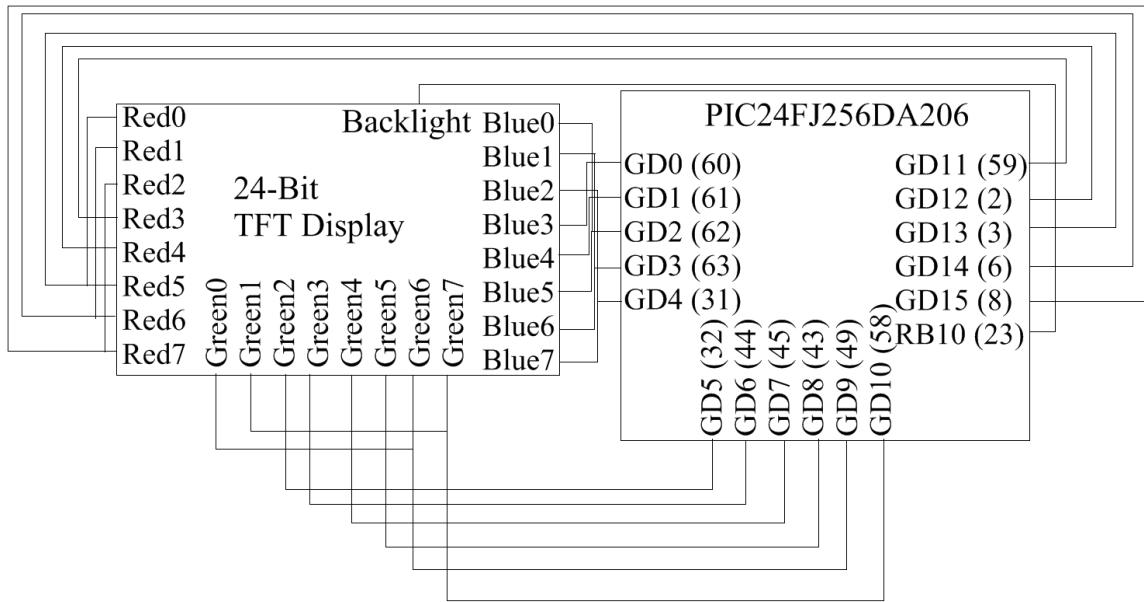 Red0
Red1
Red2
Red3
Red4
Red5
Red6
Red7
24-Bit
TFT Display
Backlight
Blue0
Blue1
Blue2
Blue3
Blue4
Blue5
Blue6
Blue7
Green0
Green1
Green2
Green3
Green4
Green5
Green6
Green7
PIC24FJ256DA206
GD0 (60)
GD1 (61)
GD2 (62)
GD3 (63)
GD4 (31)
GD11 (59)
GD12 (2)
GD13 (3)
GD14 (6)
GD15 (8)
RB10 (23)
GD5 (32)
GD6 (44)
GD7 (45)
GD8 (43)
GD9 (49)
GD10 (58)